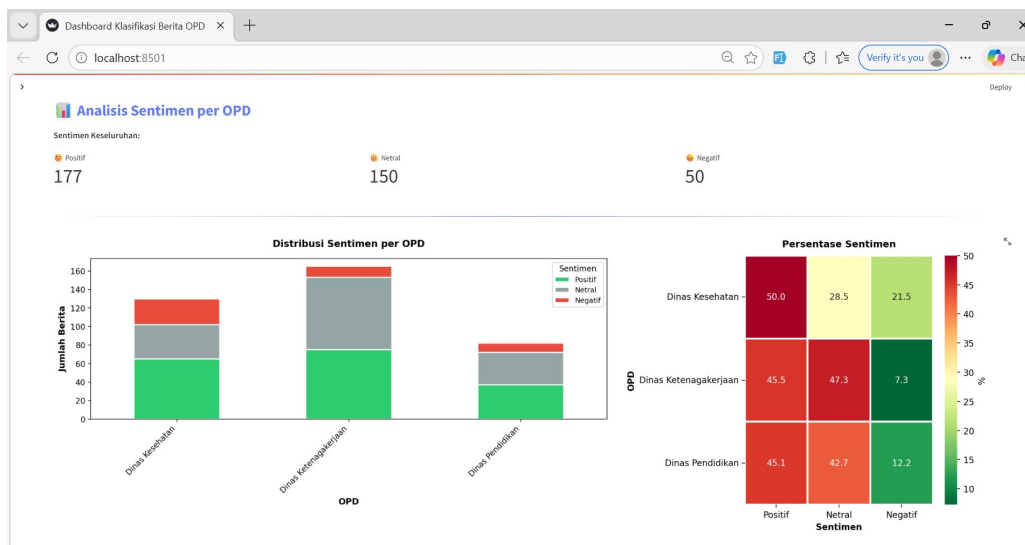 Dashboard Klasifikasi Berita OPD
localhost:8501
Verify it's you
Cha
Deploy
Analisis Sentimen per OPD
Sentimen Keseluruhan:
Positif
177
Netral
150
Negatif
50
Distribusi Sentimen per OPD
Jumlah Berita
160
140
120
100
80
60
40
20
0
Sentimen
Positif
Netral
Negatif
Dinas Kesehatan
Dinas Ketenagakerjaan
Dinas Pendidikan
OPD
Persentase Sentimen
OPD
Dinas Kesehatan
50.0 28.5 21.5
Dinas Ketenagakerjaan
45.5 47.3 7.3
Dinas Pendidikan
45.1 42.7 12.2
Positif Netral Negatif
Sentimen
50
45
40
35
30
25
20
15
10
%